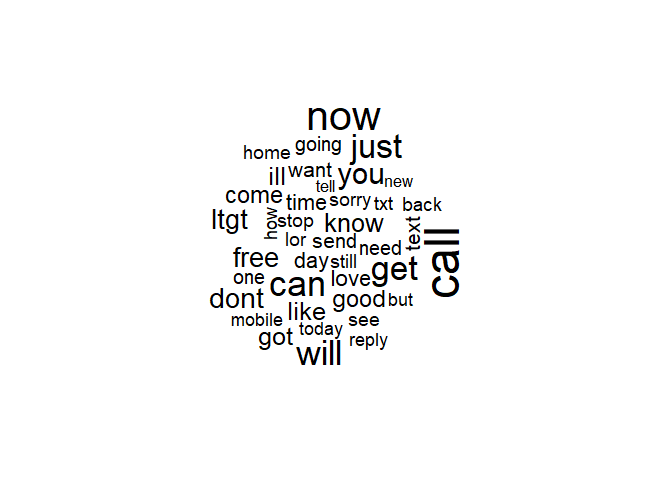 now
going just
home
ill want you new
tell
come time sorry txt back
ltgt how stop know text
lor send need call
free day still get
one can love
dont like good but
mobile today see
got will reply